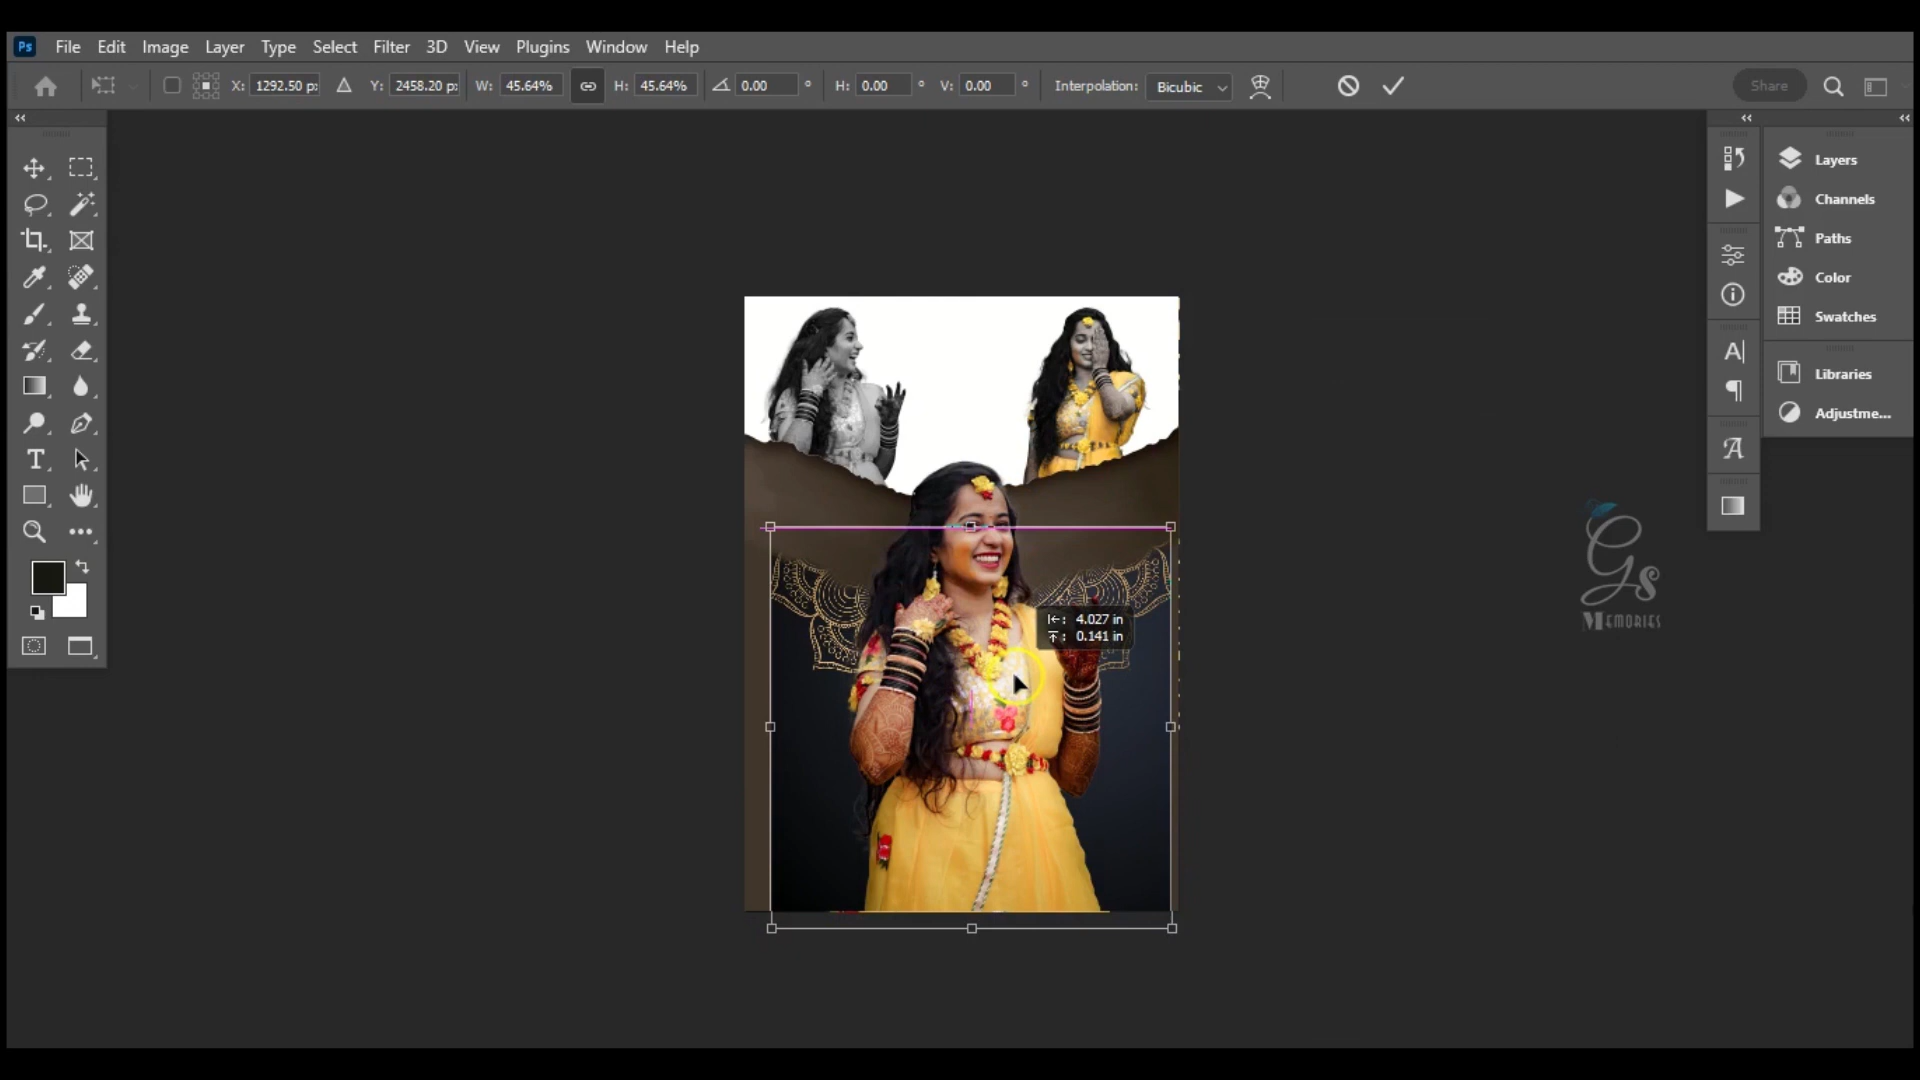 Ps File Edit Image Layer Type Select Filter 3D View Plugins Window Help
X: 1292.50 p: Y: 2458.20 p: W: 45.64% H: 45.64% 0.00 ° H: 0.00 ° V: 0.00 ° Interpolation: Bicubic Share
Layers
Channels
Paths
Color
Swatches
Libraries
Adjustme...
4.027 in
0.141 in
Gs
MEMORIES